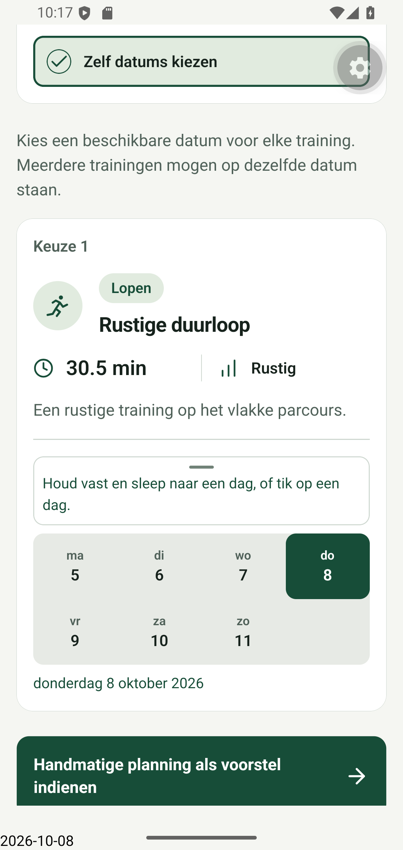 10:17
Zelf datums kiezen
Kies een beschikbare datum voor elke training.
Meerdere trainingen mogen op dezelfde datum
staan.
Keuze 1
Lopen
Rustige duurloop
30.5 min
Rustig
Een rustige training op het vlakke parcours.
Houd vast en sleep naar een dag, of tik op een
dag.
ma di wo do
5 6 7 8
vr za zo
9 10 11
donderdag 8 oktober 2026
Handmatige planning als voorstel
indienen
2026-10-08